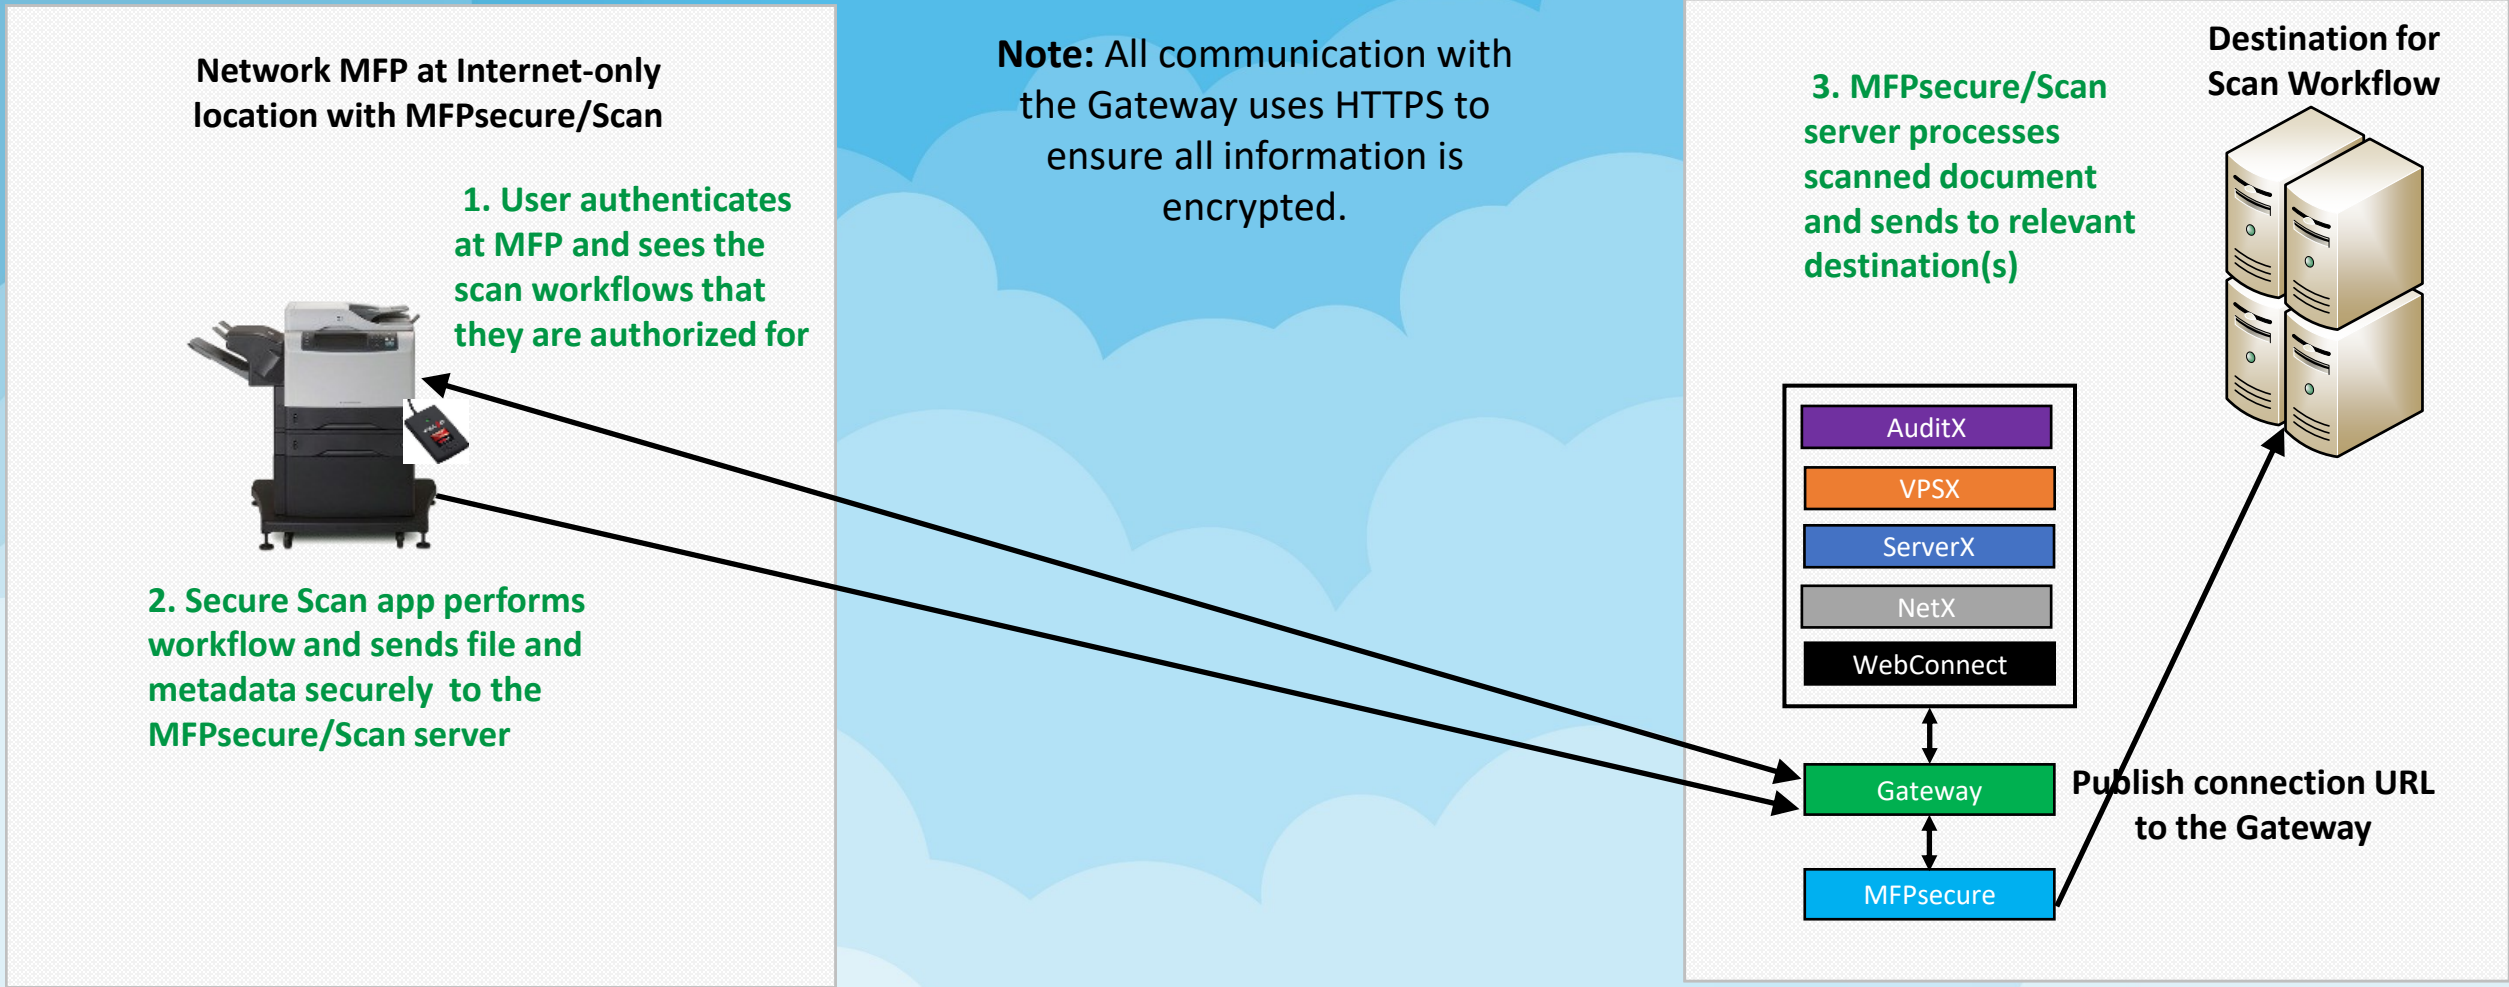 Network MFP at Internet-only
location with MFPsecure/Scan
1. User authenticates
at MFP and sees the
scan workflows that
they are authorized for
2. Secure Scan app performs
workflow and sends file and
metadata securely to the
MFPsecure/Scan server
Note: All communication with
the Gateway uses HTTPS to
ensure all information is
encrypted.
3. MFPsecure/Scan
server processes
scanned document
and sends to relevant
destination(s)
Destination for
Scan Workflow
AuditX
VPSX
ServerX
NetX
WebConnect
Gateway
Publish connection URL
to the Gateway
MFPsecure